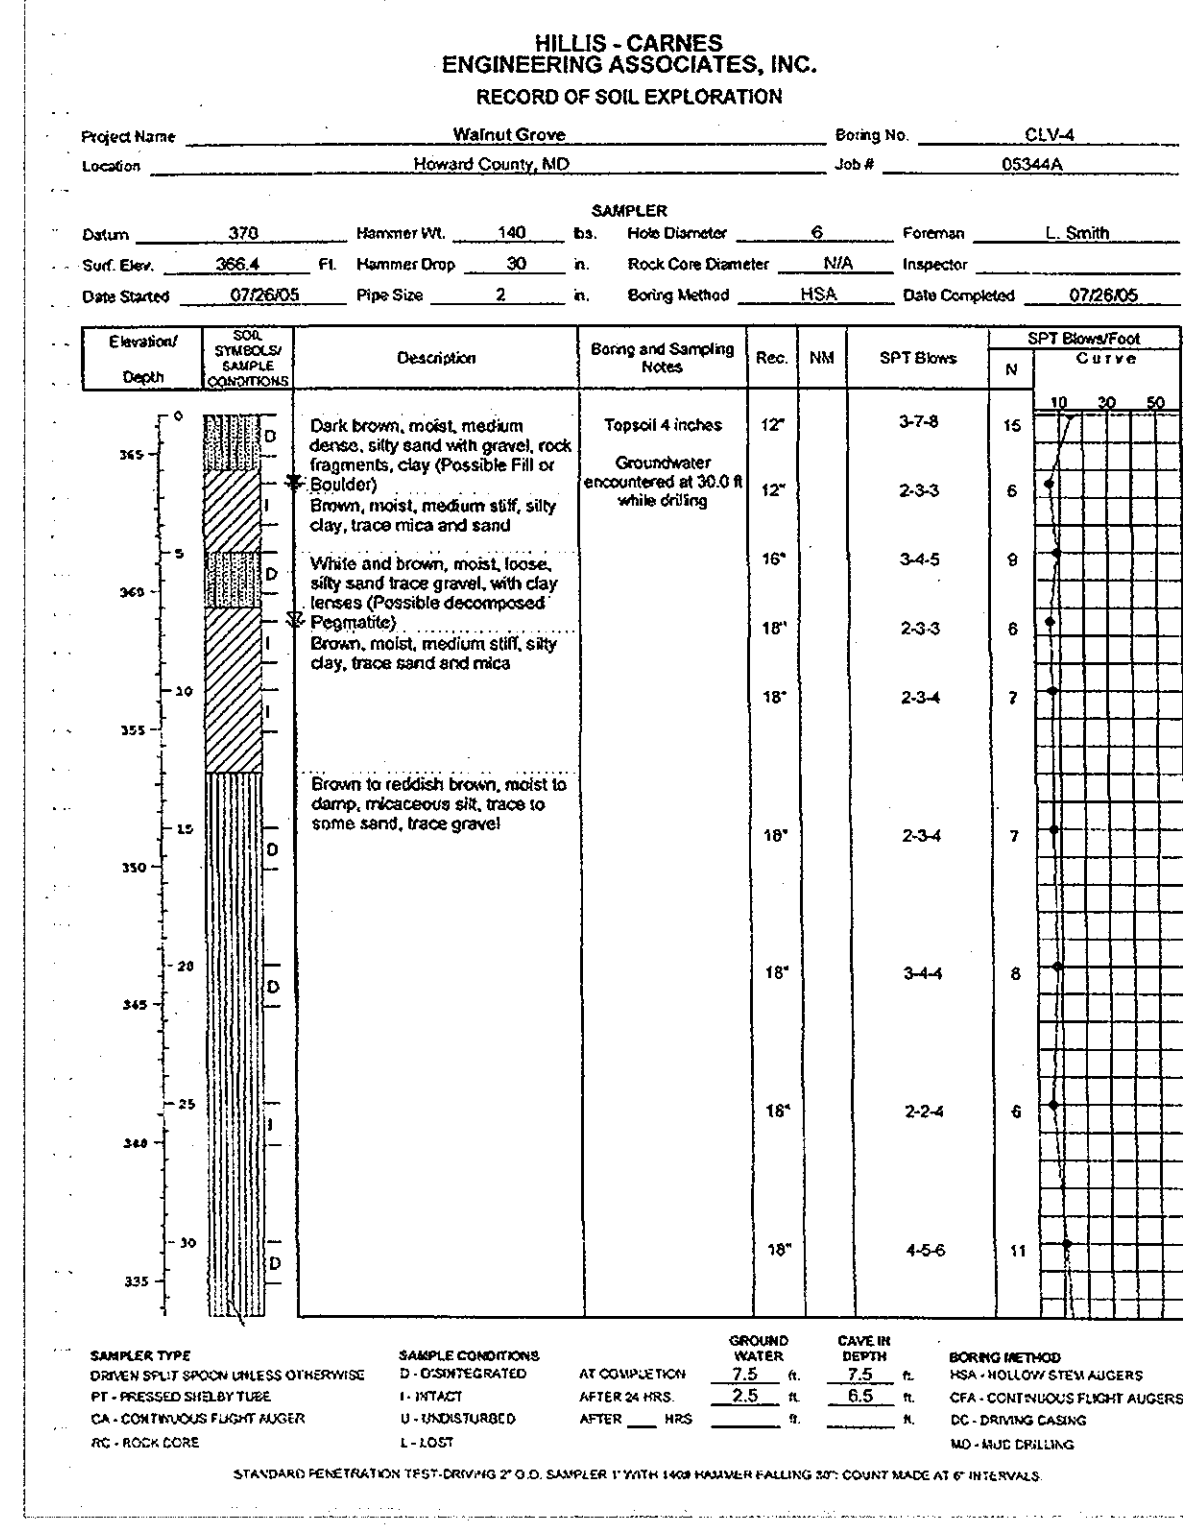 HILLIS - CARNES
ENGINEERING ASSOCIATES, INC.
RECORD OF SOIL EXPLORATION
Project Name Walnut Grove Boring No. CLV-4
Location Howard County, MD Job # 05344A
SAMPLER
Datum 370 Hammer Wt. 140 lbs. Hole Diameter 6 Foreman L. Smith
Surf. Elev. 366.4 Ft. Hammer Drop 30 in. Rock Core Diameter N/A Inspector
Date Started 07/26/05 Pipe Size 2 in. Boring Method HSA Date Completed 07/26/05
Elevation/ Depth
SOIL SYMBOLS/ SAMPLE CONDITIONS
Description
Boring and Sampling Notes
Rec. NM SPT Blows
SPT Blows/Foot
N Curve
10 30 50
0 D
Dark brown, moist, medium
dense, silty sand with gravel, rock
fragments, clay (Possible Fill or
Boulder)
Topsoil 4 inches
Groundwater
encountered at 30.0 ft
while drilling
12" 3-7-8 15
365
I
Brown, moist, medium stiff, silty
clay, trace mica and sand
12" 2-3-3 6
5 D
White and brown, moist, loose,
silty sand trace gravel, with clay
lenses (Possible decomposed
Pegmatite)
16" 3-4-5 9
360
I
Brown, moist, medium stiff, silty
clay, trace sand and mica
18" 2-3-3 6
10 I
18" 2-3-4 7
355
Brown to reddish brown, moist to
damp, micaceous silt, trace to
some sand, trace gravel
15 D
18" 2-3-4 7
350
20 D
18" 3-4-4 8
345
25 I
18" 2-2-4 6
340
30 D
18" 4-5-6 11
335
SAMPLER TYPE
DRIVEN SPLIT SPOON UNLESS OTHERWISE
PT - PRESSED SHELBY TUBE
CA - CONTINUOUS FLIGHT AUGER
RC - ROCK CORE
SAMPLE CONDITIONS
D - DISINTEGRATED
I - INTACT
U - UNDISTURBED
L - LOST
GROUND WATER CAVE IN DEPTH
AT COMPLETION 7.5 ft. 7.5 ft.
AFTER 24 HRS. 2.5 ft. 6.5 ft.
AFTER ___ HRS ft. ft.
BORING METHOD
HSA - HOLLOW STEM AUGERS
CFA - CONTINUOUS FLIGHT AUGERS
DC - DRIVING CASING
MD - MUD DRILLING
STANDARD PENETRATION TEST-DRIVING 2" O.D. SAMPLER 1' WITH 140# HAMMER FALLING 30": COUNT MADE AT 6" INTERVALS.